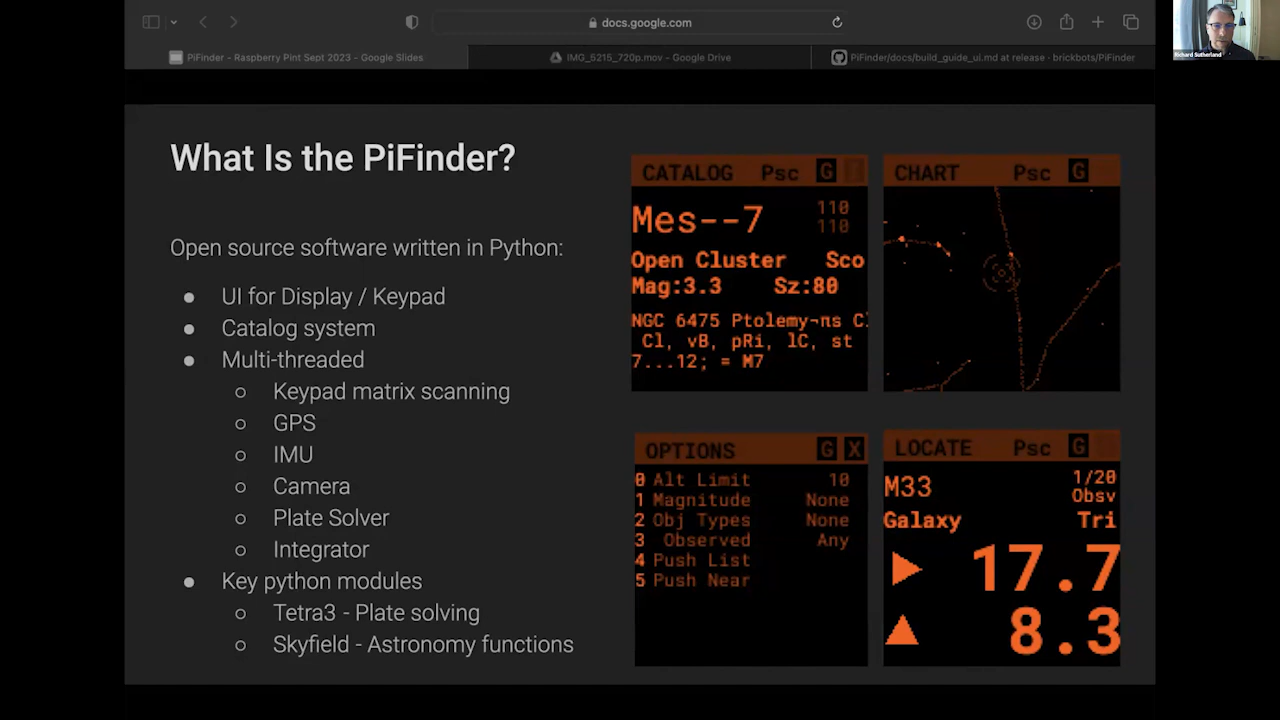 docs.google.com
PiFinder - Raspberry Pint Sept 2023 - Google Slides
IMG_5215_720p.mov - Google Drive
PiFinder/docs/build_guide_ui.md at release · brickbots/PiFinder
Richard Sutherland
What Is the PiFinder?
Open source software written in Python:
● UI for Display / Keypad
● Catalog system
● Multi-threaded
○ Keypad matrix scanning
○ GPS
○ IMU
○ Camera
○ Plate Solver
○ Integrator
● Key python modules
○ Tetra3 - Plate solving
○ Skyfield - Astronomy functions
CATALOG Psc G
Mes--7 110
110
Open Cluster Sco
Mag:3.3 Sz:80
NGC 6475 Ptolemy¬ns Cl
Cl, vB, pRi, lC, st
7...12; = M7
CHART Psc G
OPTIONS G X
0 Alt Limit 10
1 Magnitude None
2 Obj Types None
3 Observed Any
4 Push List
5 Push Near
LOCATE Psc G
M33 1/20
Obsv
Galaxy Tri
17.7
8.3